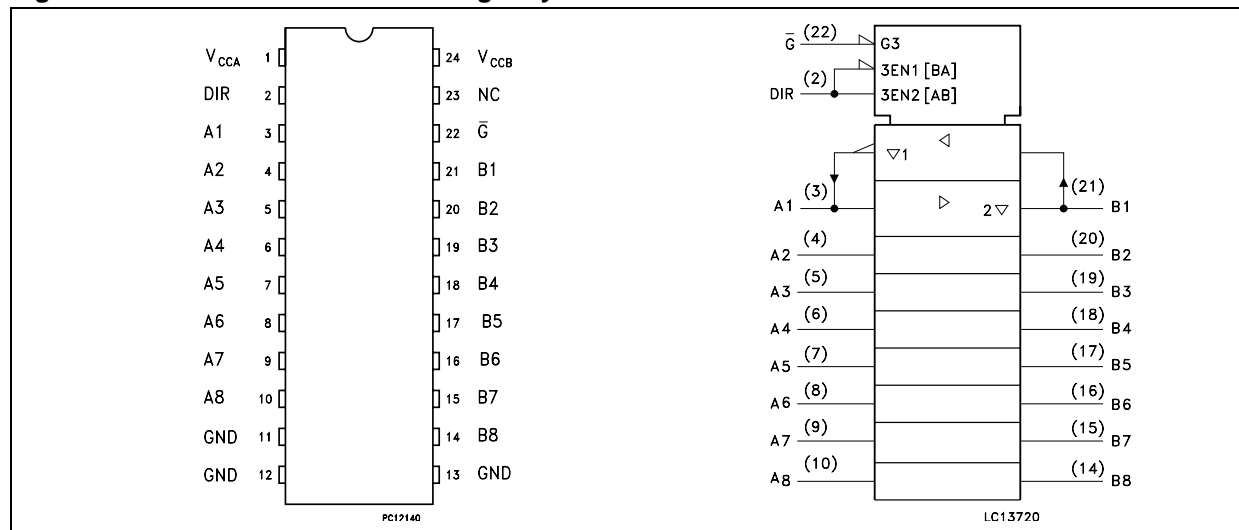 V_CCA 1 24 V_CCB
DIR 2 23 NC
A1 3 22 G̅
A2 4 21 B1
A3 5 20 B2
A4 6 19 B3
A5 7 18 B4
A6 8 17 B5
A7 9 16 B6
A8 10 15 B7
GND 11 14 B8
GND 12 13 GND
PC12140
G̅ (22) G3
3EN1 [BA]
DIR (2) 3EN2 [AB]
▽1 ◁
A1 (3) ▷ 2▽ (21) B1
A2 (4) (20) B2
A3 (5) (19) B3
A4 (6) (18) B4
A5 (7) (17) B5
A6 (8) (16) B6
A7 (9) (15) B7
A8 (10) (14) B8
LC13720